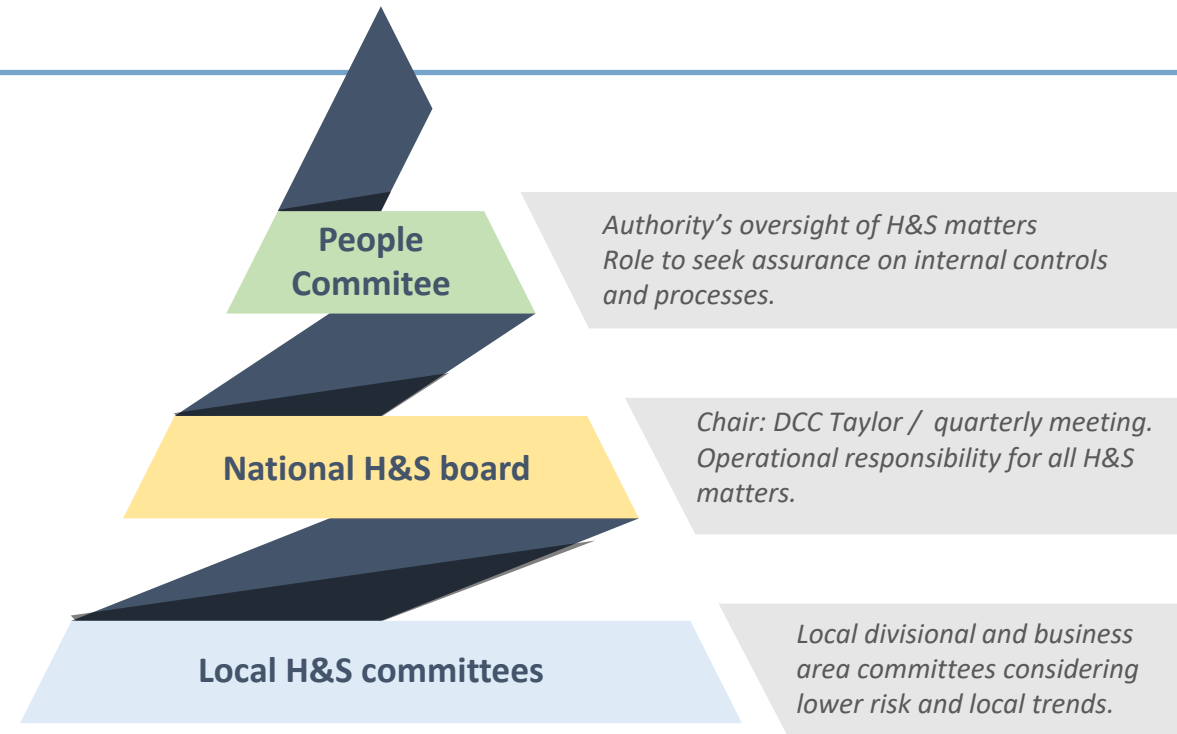 People
Commitee
Authority’s oversight of H&S matters
Role to seek assurance on internal controls
and processes.
National H&S board
Chair: DCC Taylor /  quarterly meeting.
Operational responsibility for all H&S
matters.
Local H&S committees
Local divisional and business
area committees considering
lower risk and local trends.